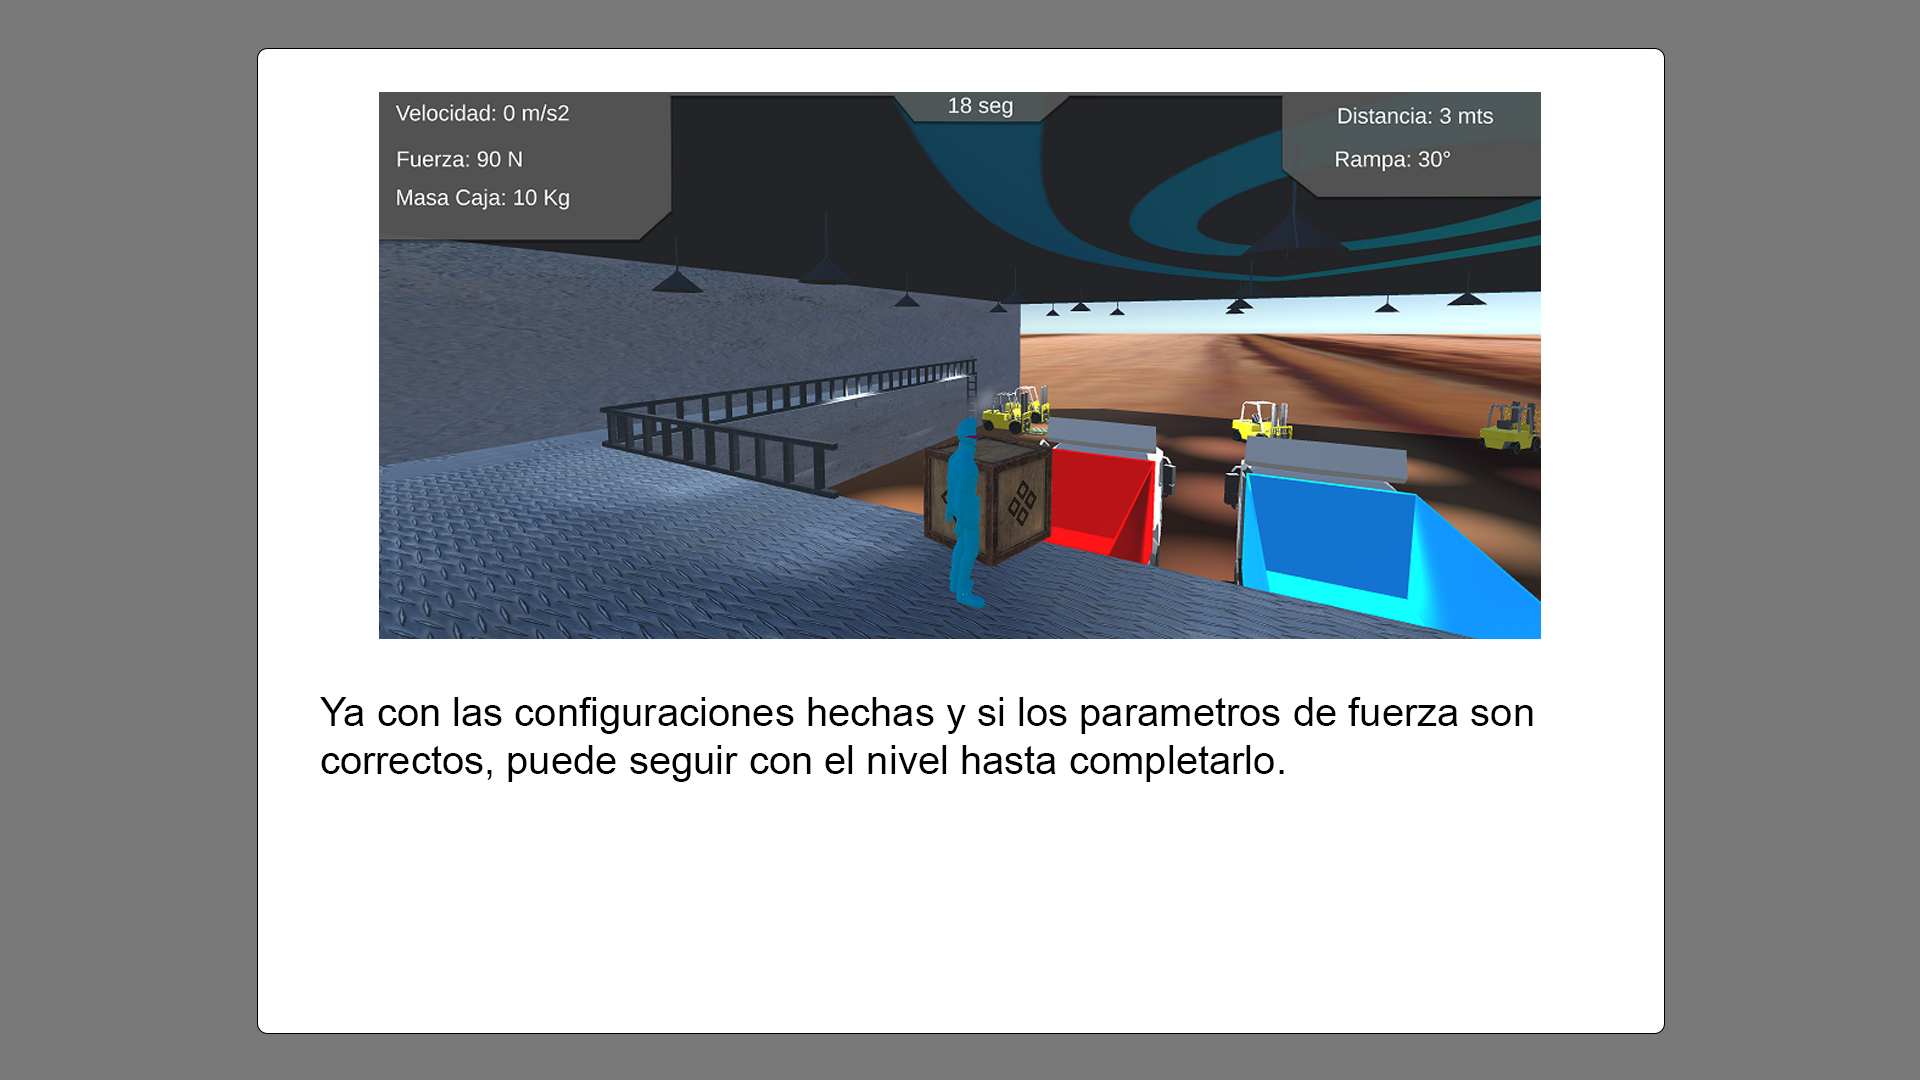 Velocidad: 0 m/s2
Fuerza: 90 N
Masa Caja: 10 Kg
18 seg
Distancia: 3 mts
Rampa: 30°
Ya con las configuraciones hechas y si los parametros de fuerza son
correctos, puede seguir con el nivel hasta completarlo.